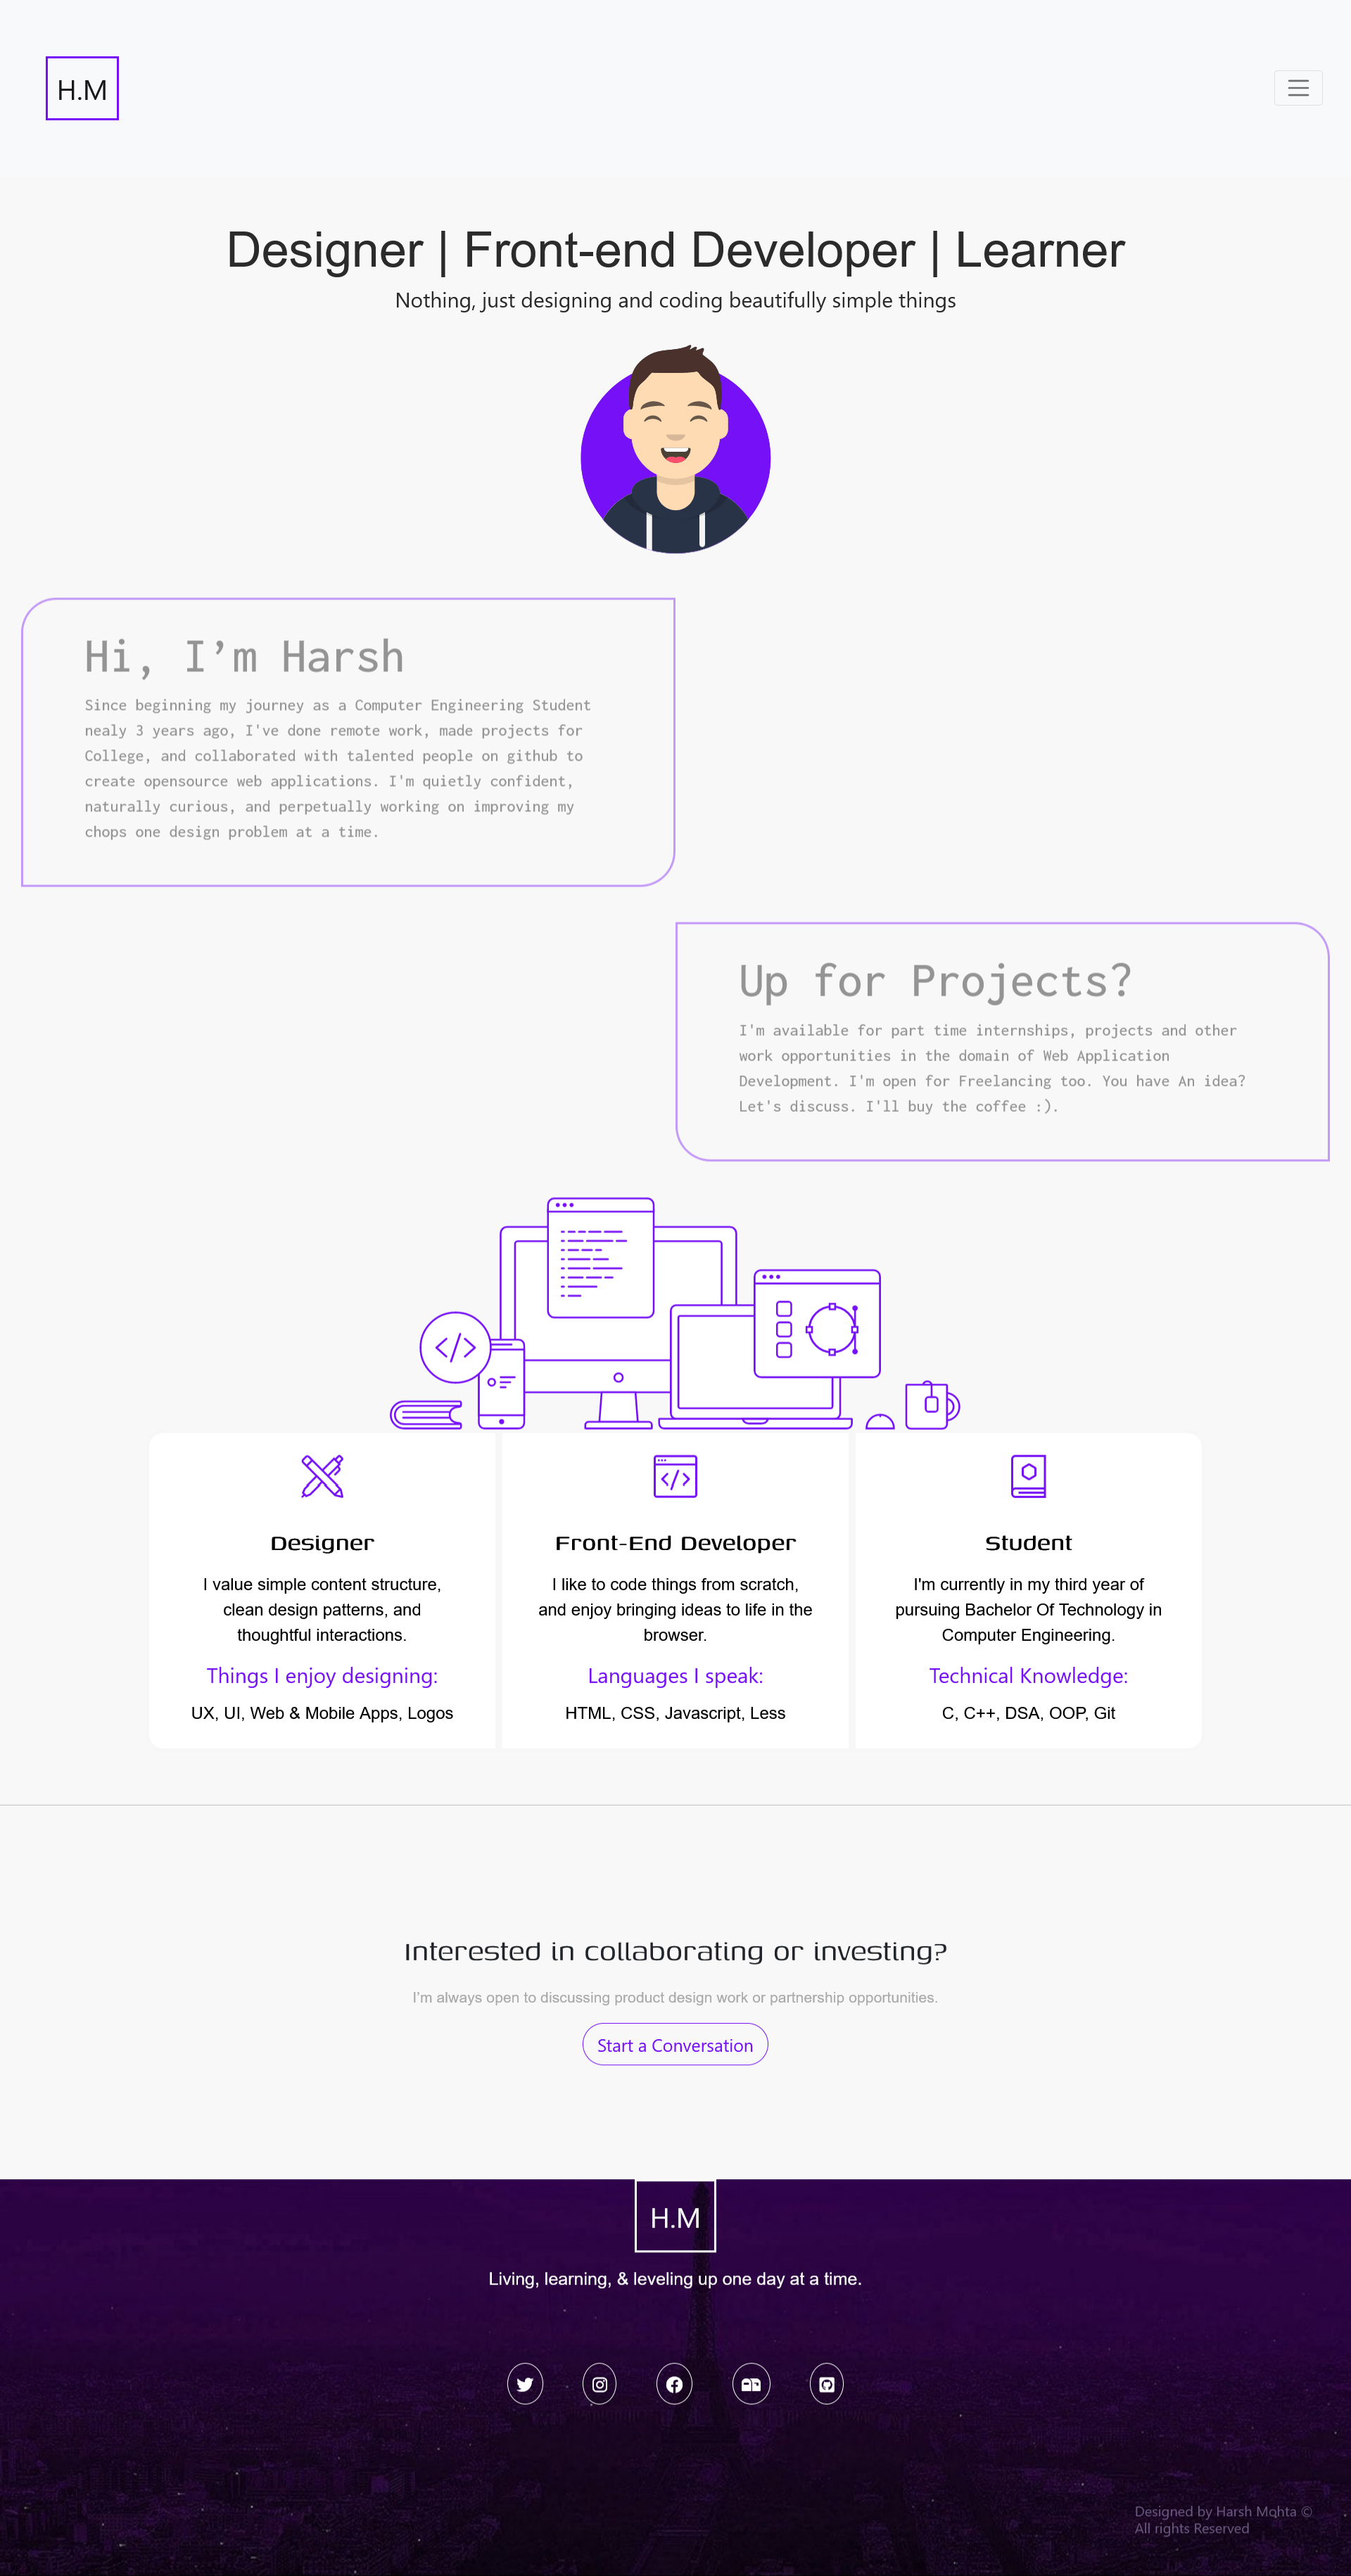 H.M
Designer | Front-end Developer | Learner
Nothing, just designing and coding beautifully simple things
Hi, I’m Harsh
Since beginning my journey as a Computer Engineering Student
nealy 3 years ago, I've done remote work, made projects for
College, and collaborated with talented people on github to
create opensource web applications. I'm quietly confident,
naturally curious, and perpetually working on improving my
chops one design problem at a time.
Up for Projects?
I'm available for part time internships, projects and other
work opportunities in the domain of Web Application
Development. I'm open for Freelancing too. You have An idea?
Let's discuss. I'll buy the coffee :).
Designer
I value simple content structure,
clean design patterns, and
thoughtful interactions.
Things I enjoy designing:
UX, UI, Web & Mobile Apps, Logos
Front-End Developer
I like to code things from scratch,
and enjoy bringing ideas to life in the
browser.
Languages I speak:
HTML, CSS, Javascript, Less
Student
I'm currently in my third year of
pursuing Bachelor Of Technology in
Computer Engineering.
Technical Knowledge:
C, C++, DSA, OOP, Git
Interested in collaborating or investing?
I’m always open to discussing product design work or partnership opportunities.
Start a Conversation
H.M
Living, learning, & leveling up one day at a time.
Designed by Harsh Mohta ©
All rights Reserved